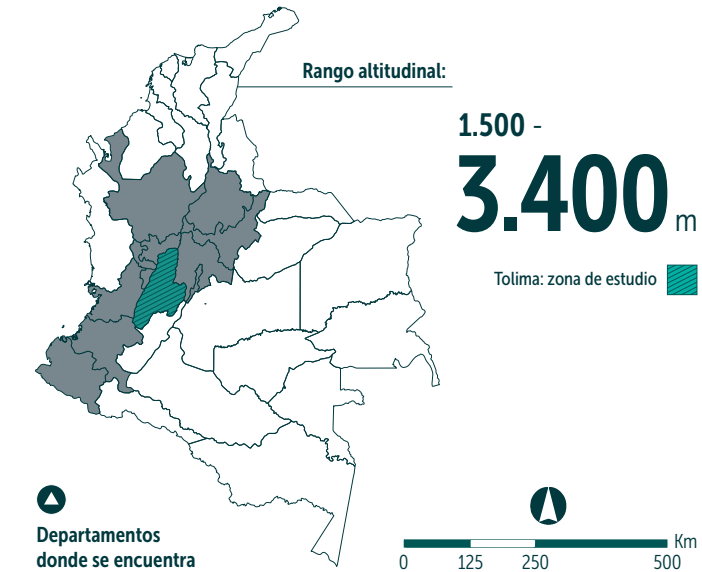 Rango altitudinal:
1.500 -
3.400 m
Tolima: zona de estudio
Departamentos
donde se encuentra
Km
0 125 250 500